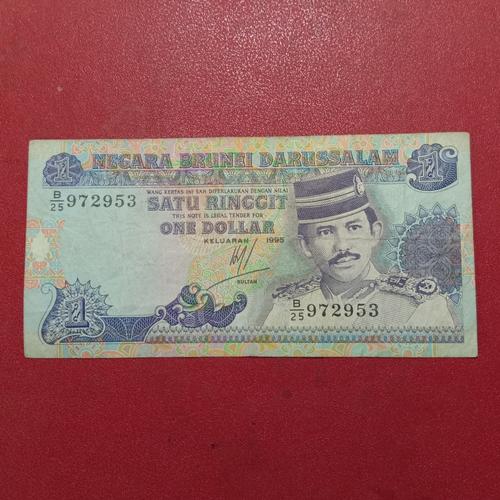 NEGARA BRUNEI DARUSSALAM
1
1
B/25 972953
WANG KERTAS INI SAH DIPERLAKUKAN DENGAN NILAI
SATU RINGGIT
THIS NOTE IS LEGAL TENDER FOR
ONE DOLLAR
KELUARAN 1995
SULTAN
1
B/25 972953